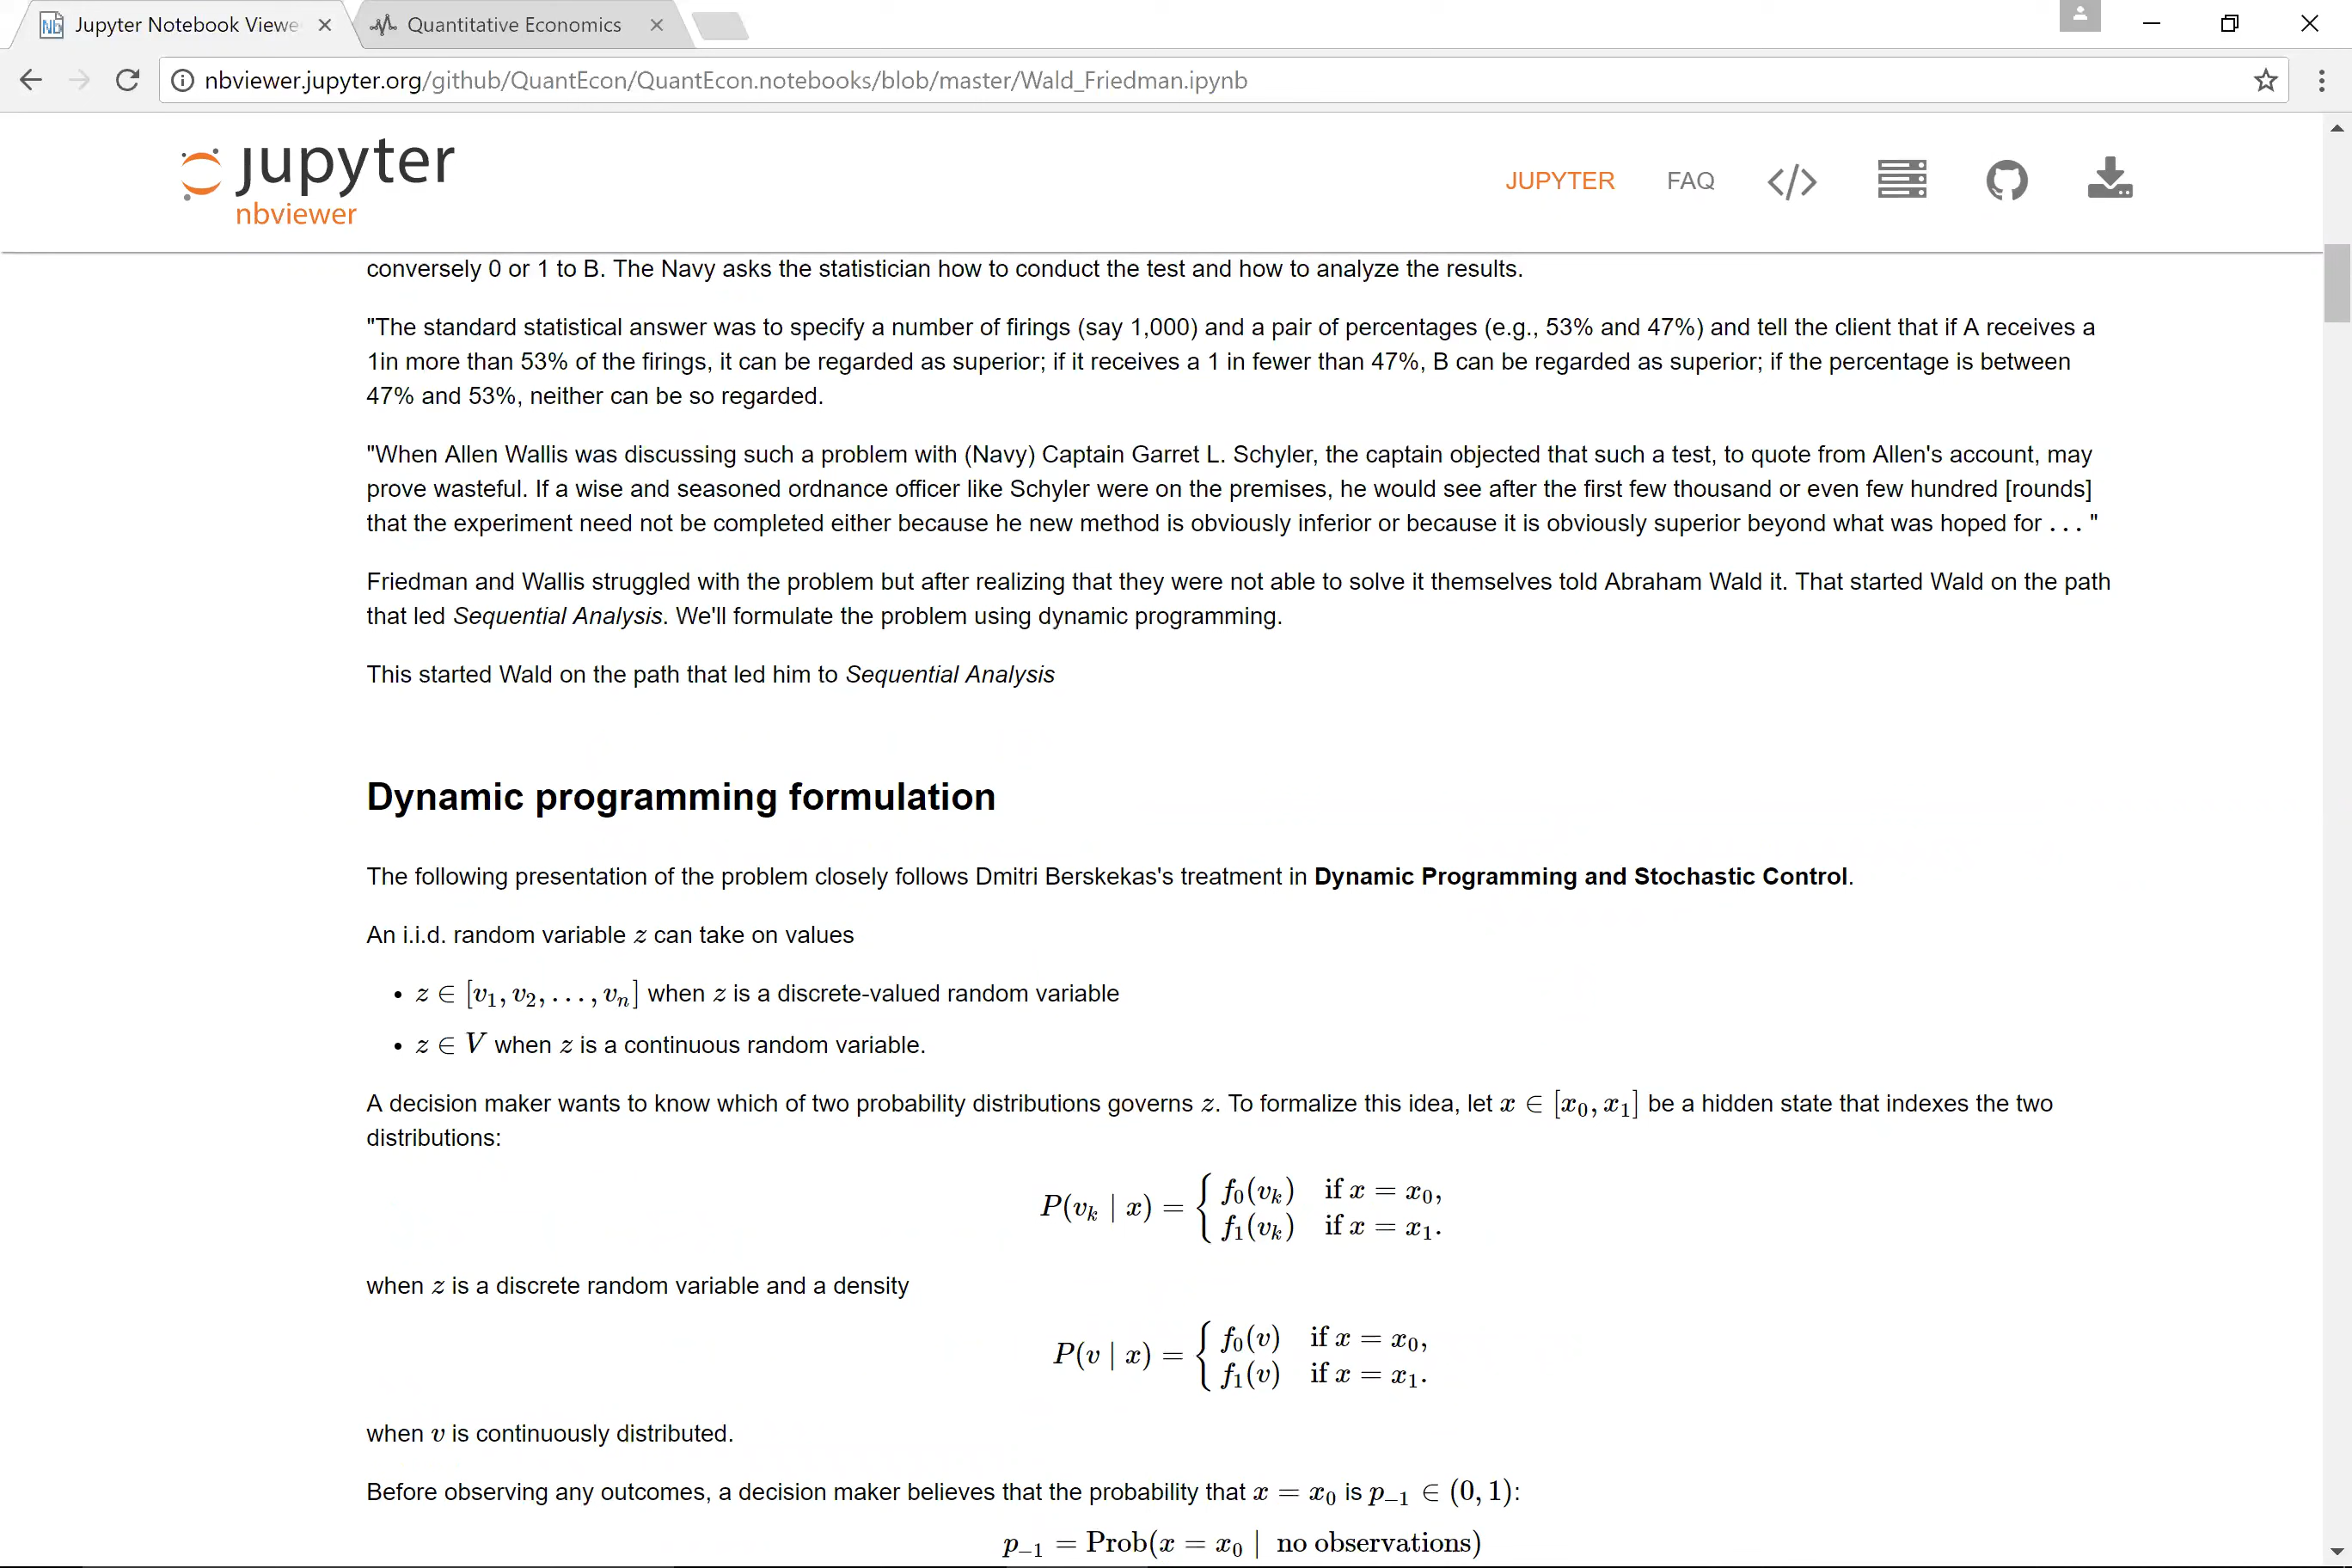 Jupyter Notebook Viewe
Quantitative Economics
nbviewer.jupyter.org/github/QuantEcon/QuantEcon.notebooks/blob/master/Wald_Friedman.ipynb
jupyter
nbviewer
JUPYTER FAQ
conversely 0 or 1 to B. The Navy asks the statistician how to conduct the test and how to analyze the results.
"The standard statistical answer was to specify a number of firings (say 1,000) and a pair of percentages (e.g., 53% and 47%) and tell the client that if A receives a
1in more than 53% of the firings, it can be regarded as superior; if it receives a 1 in fewer than 47%, B can be regarded as superior; if the percentage is between
47% and 53%, neither can be so regarded.
"When Allen Wallis was discussing such a problem with (Navy) Captain Garret L. Schyler, the captain objected that such a test, to quote from Allen's account, may
prove wasteful. If a wise and seasoned ordnance officer like Schyler were on the premises, he would see after the first few thousand or even few hundred [rounds]
that the experiment need not be completed either because he new method is obviously inferior or because it is obviously superior beyond what was hoped for . . . "
Friedman and Wallis struggled with the problem but after realizing that they were not able to solve it themselves told Abraham Wald it. That started Wald on the path
that led Sequential Analysis. We'll formulate the problem using dynamic programming.
This started Wald on the path that led him to Sequential Analysis
Dynamic programming formulation
The following presentation of the problem closely follows Dmitri Berskekas's treatment in Dynamic Programming and Stochastic Control.
An i.i.d. random variable z can take on values
• z ∈ [v₁, v₂, . . . , vₙ] when z is a discrete-valued random variable
• z ∈ V when z is a continuous random variable.
A decision maker wants to know which of two probability distributions governs z. To formalize this idea, let x ∈ [x₀, x₁] be a hidden state that indexes the two
distributions:
P(vₖ | x) = { f₀(vₖ) if x = x₀,
f₁(vₖ) if x = x₁.
when z is a discrete random variable and a density
P(v | x) = { f₀(v) if x = x₀,
f₁(v) if x = x₁.
when v is continuously distributed.
Before observing any outcomes, a decision maker believes that the probability that x = x₀ is p₋₁ ∈ (0, 1):
p₋₁ = Prob(x = x₀ | no observations)